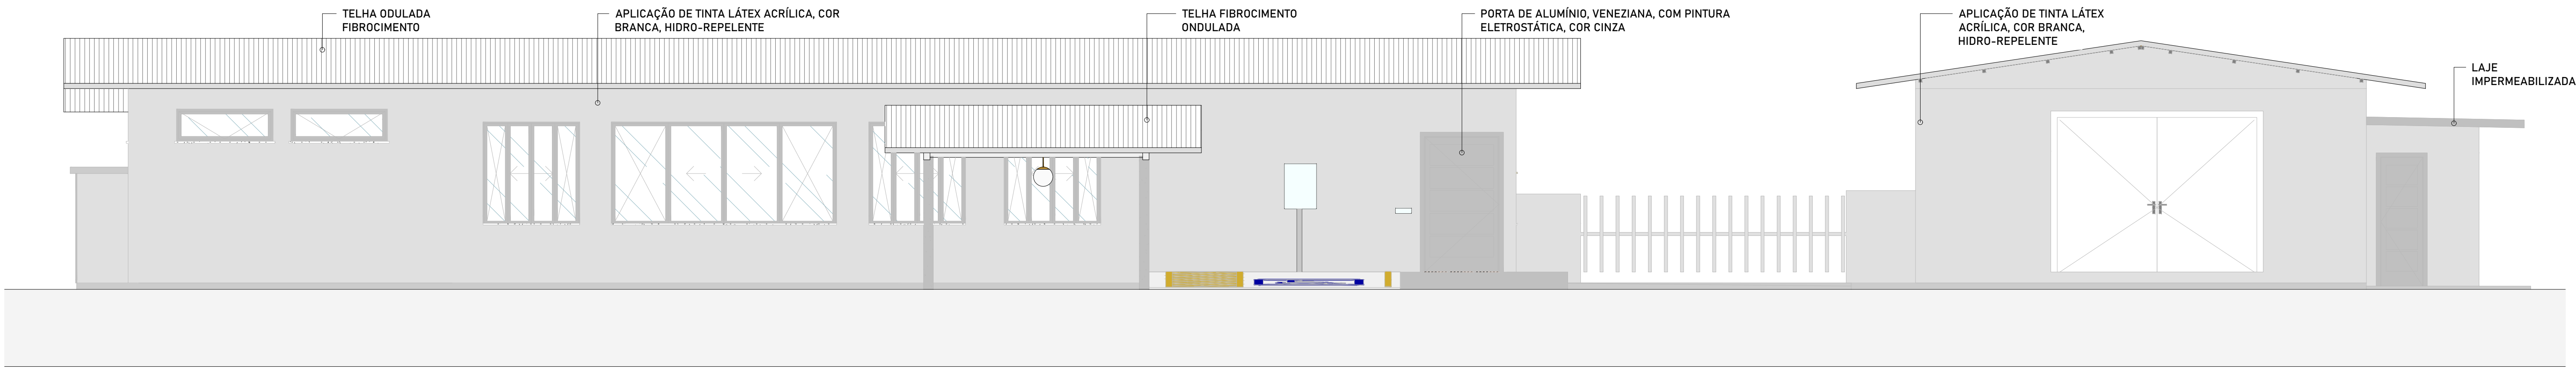 TELHA ODULADA
FIBROCIMENTO
APLICAÇÃO DE TINTA LÁTEX ACRÍLICA, COR
BRANCA, HIDRO-REPELENTE
TELHA FIBROCIMENTO
ONDULADA
PORTA DE ALUMÍNIO, VENEZIANA, COM PINTURA
ELETROSTÁTICA, COR CINZA
APLICAÇÃO DE TINTA LÁTEX
ACRÍLICA, COR BRANCA,
HIDRO-REPELENTE
LAJE
IMPERMEABILIZADA